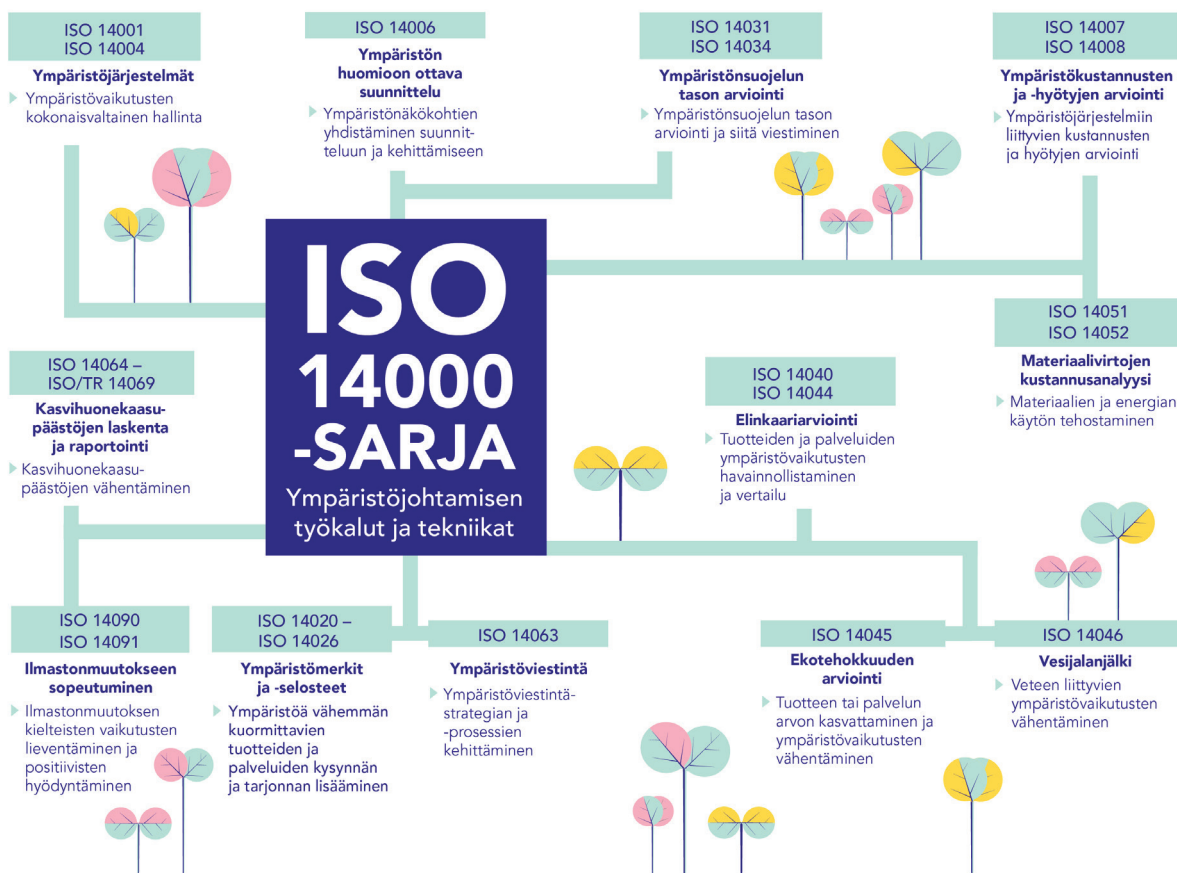 ISO 14001
ISO 14004
Ympäristöjärjestelmät
Ympäristövaikutusten
kokonaisvaltainen hallinta
ISO 14006
Ympäristön
huomioon ottava
suunnittelu
Ympäristönäkökohtien
yhdistäminen suunnit-
teluun ja kehittämiseen
ISO 14031
ISO 14034
Ympäristönsuojelun
tason arviointi
Ympäristönsuojelun tason
arviointi ja siitä viestiminen
ISO 14007
ISO 14008
Ympäristökustannusten
ja -hyötyjen arviointi
Ympäristöjärjestelmiin
liittyvien kustannusten
ja hyötyjen arviointi
ISO
14000
-SARJA
Ympäristöjohtamisen
työkalut ja tekniikat
ISO 14051
ISO 14052
Materiaalivirtojen
kustannusanalyysi
Materiaalien ja energian
käytön tehostaminen
ISO 14064 –
ISO/TR 14069
Kasvihuonekaasu-
päästöjen laskenta
ja raportointi
Kasvihuonekaasu-
päästöjen vähentäminen
ISO 14040
ISO 14044
Elinkaariarviointi
Tuotteiden ja palveluiden
ympäristövaikutusten
havainnollistaminen
ja vertailu
ISO 14090
ISO 14091
Ilmastonmuutokseen
sopeutuminen
Ilmastonmuutoksen
kielteisten vaikutusten
lieventäminen ja
positiivisten
hyödyntäminen
ISO 14020 –
ISO 14026
Ympäristömerkit
ja -selosteet
Ympäristöä vähemmän
kuormittavien
tuotteiden ja
palveluiden kysynnän
ja tarjonnan lisääminen
ISO 14063
Ympäristöviestintä
Ympäristöviestintä-
strategian ja
-prosessien
kehittäminen
ISO 14045
Ekotehokkuuden
arviointi
Tuotteen tai palvelun
arvon kasvattaminen ja
ympäristövaikutusten
vähentäminen
ISO 14046
Vesijalanjälki
Veteen liittyvien
ympäristövaikutusten
vähentäminen